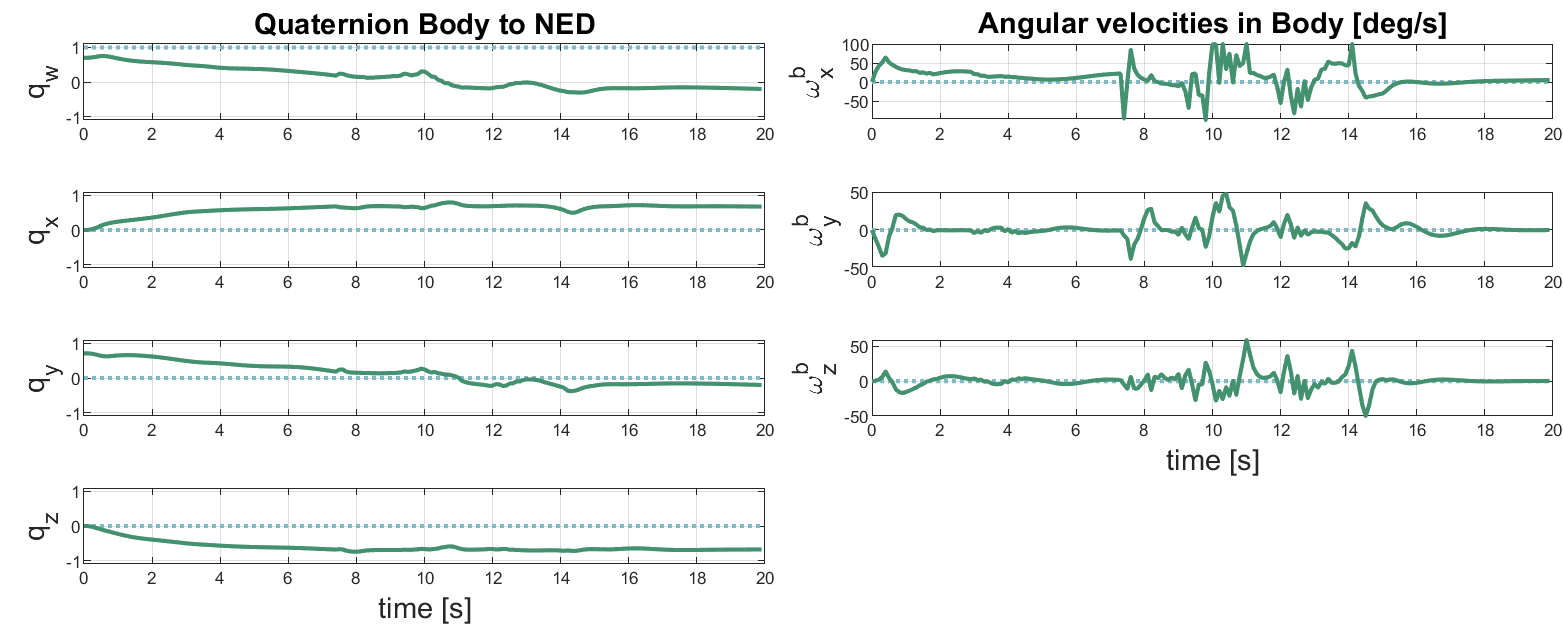 Quaternion Body to NED
q_w
1
0
-1
0 2 4 6 8 10 12 14 16 18 20
q_x
1
0
-1
0 2 4 6 8 10 12 14 16 18 20
q_y
1
0
-1
0 2 4 6 8 10 12 14 16 18 20
q_z
1
0
-1
0 2 4 6 8 10 12 14 16 18 20
time [s]
Angular velocities in Body [deg/s]
ω^b_x
100
50
0
-50
0 2 4 6 8 10 12 14 16 18 20
ω^b_y
50
0
-50
0 2 4 6 8 10 12 14 16 18 20
ω^b_z
50
0
-50
0 2 4 6 8 10 12 14 16 18 20
time [s]